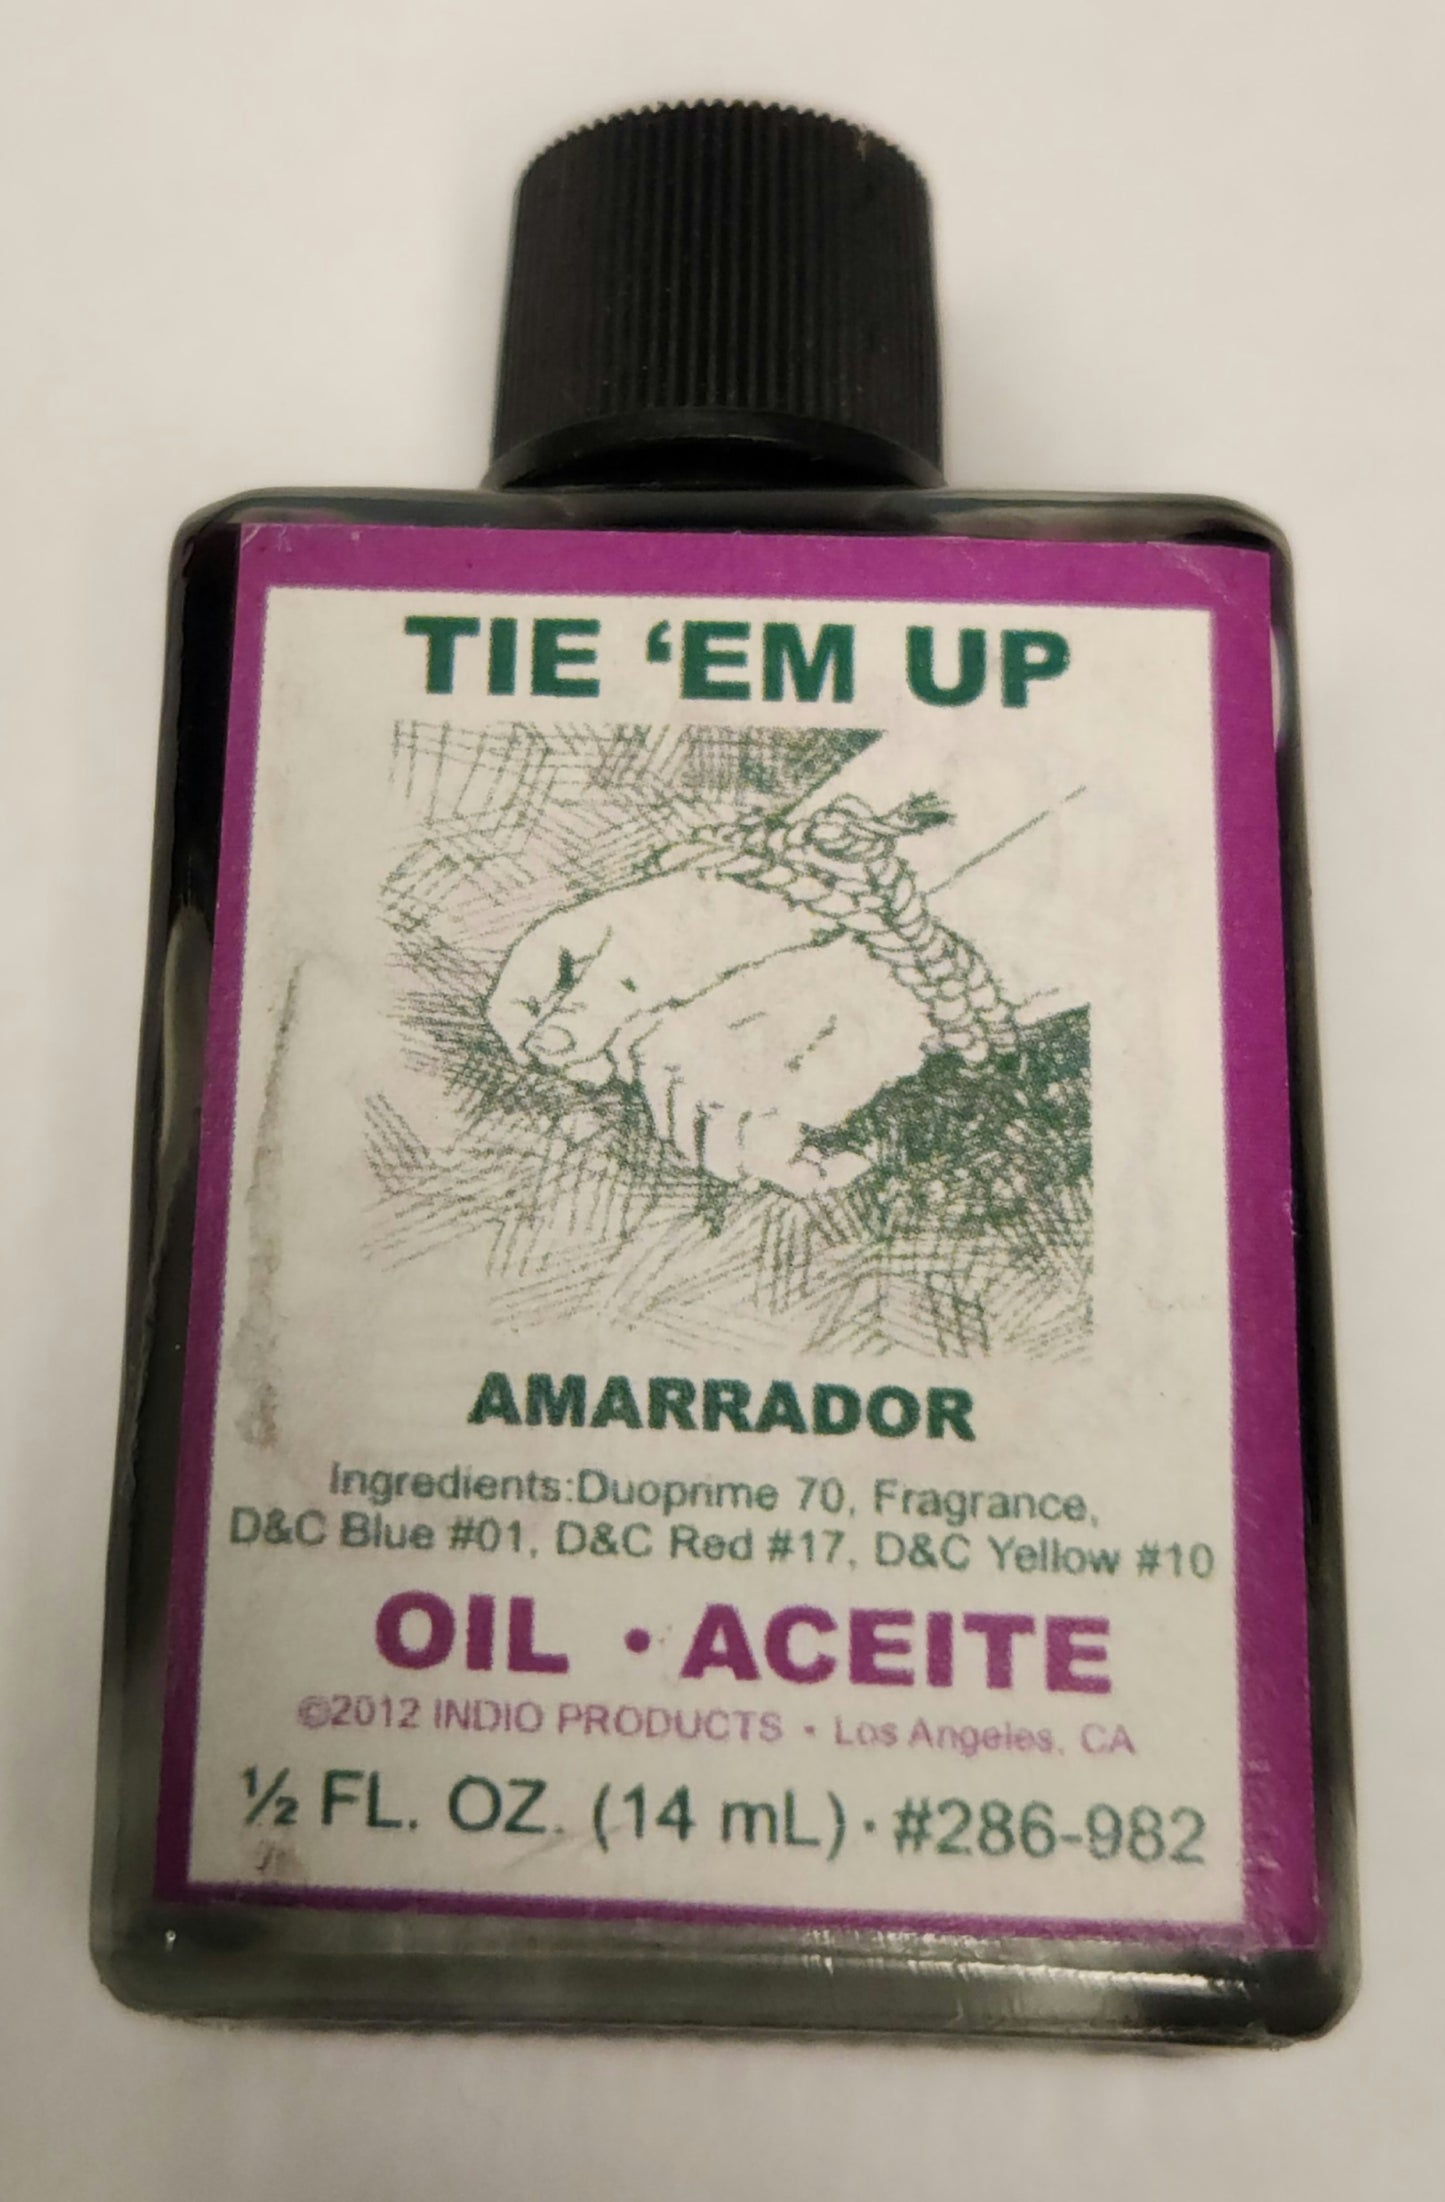 TIE ‘EM UP
AMARRADOR
Ingredients:Duoprime 70, Fragrance,
D&C Blue #01, D&C Red #17, D&C Yellow #10
OIL • ACEITE
©2012 INDIO PRODUCTS • Los Angeles, CA
½ FL. OZ. (14 mL) • #286-982